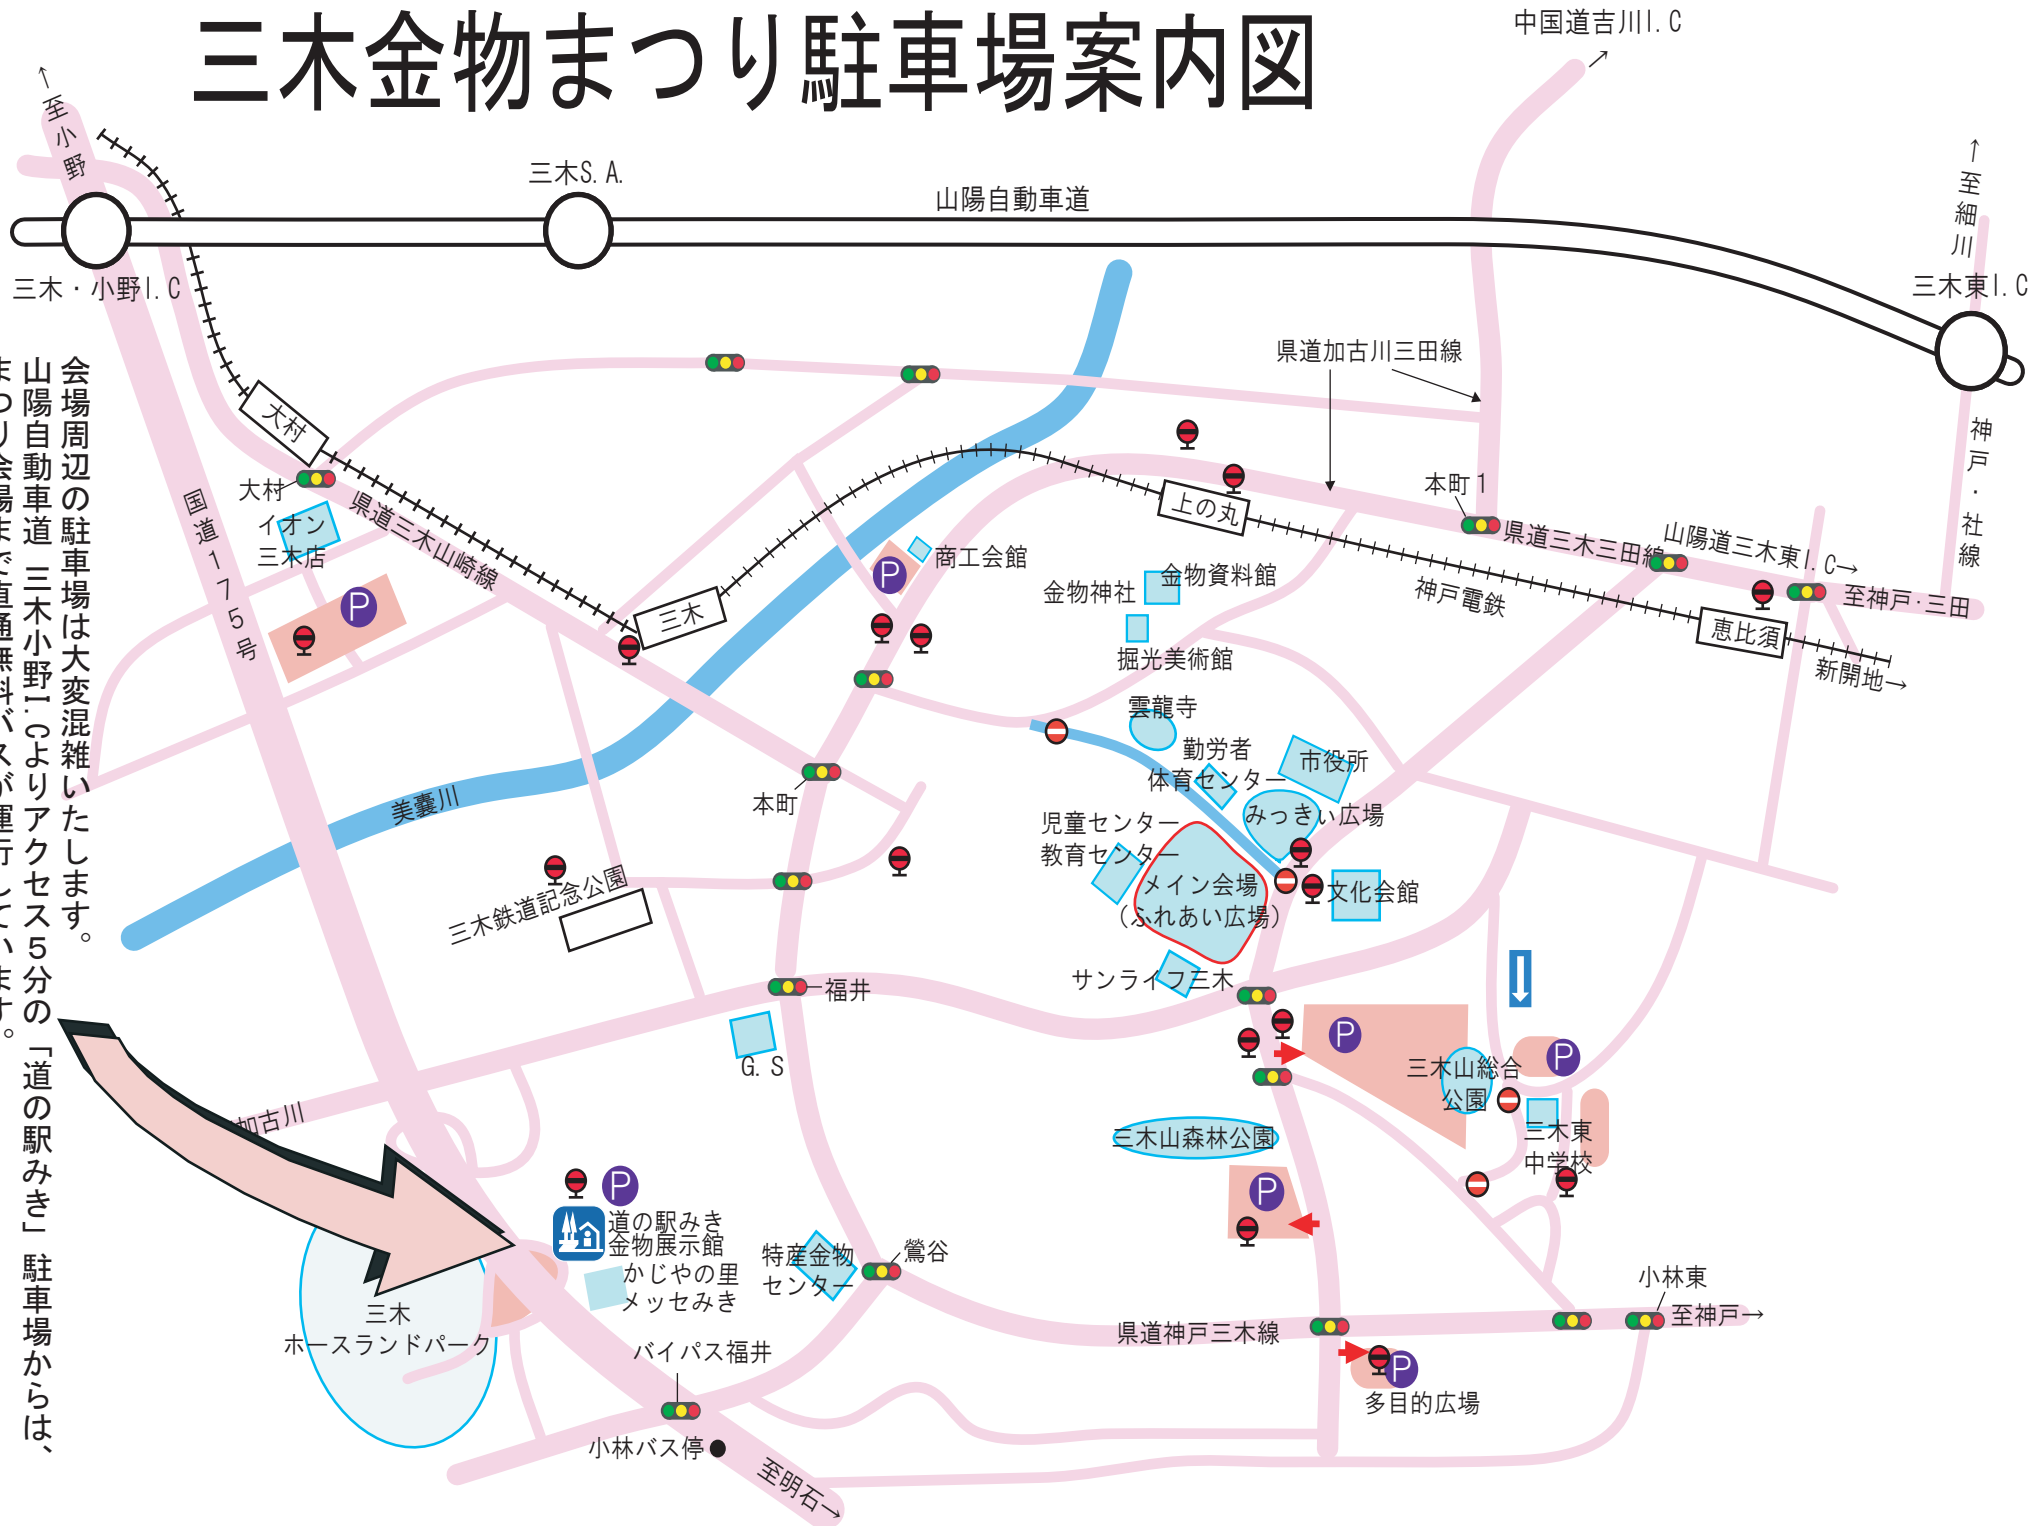 三木金物まつり駐車場案内図
中国道吉川I.C
↗
←至小野
三木S.A.
山陽自動車道
←至細川
三木・小野I.C
三木東I.C
県道加古川三田線
大村
大村
イオン
三木店
国道175号
県道三木山崎線
三木
商工会館
金物神社
金物資料館
堀光美術館
上の丸
本町1
県道三木三田線
山陽道三木東I.C→
至神戸・三田
神戸・社線
神戸電鉄
恵比須
新開地→
会場周辺の駐車場は大変混雑いたします。
山陽自動車道 三木小野I.CよりアクセスS5分の「道の駅みき」駐車場からは、
まつり会場まで直通無料バスが運行しています。
P
P
雲龍寺
勤労者
体育センター
市役所
みっきぃ広場
児童センター
教育センター
メイン会場
(ふれあい広場)
文化会館
サンライフ三木
美嚢川
本町
三木鉄道記念公園
福井
G.S
加古川
P
P
三木山総合
公園
三木東
中学校
三木山森林公園
P
P
道の駅みき
金物展示館
かじやの里
メッセみき
特産金物
センター
鶯谷
三木
ホースランドパーク
バイパス福井
小林バス停
至明石→
県道神戸三木線
小林東
至神戸→
P
多目的広場